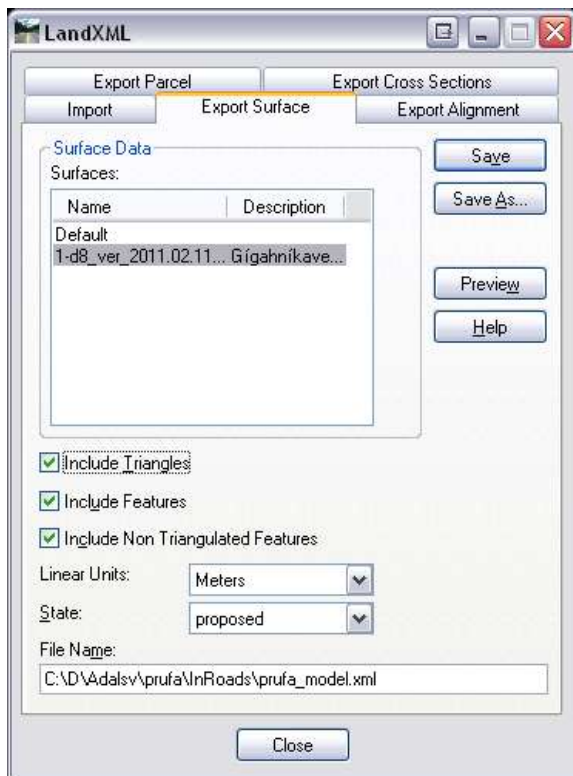 LandXML
Export Parcel
Export Cross Sections
Import
Export Surface
Export Alignment
Surface Data
Surfaces:
Name Description
Default
1-d8_ver_2011.02.11... Gígahníkave...
Save
Save As...
Preview
Help
Include Triangles
Include Features
Include Non Triangulated Features
Linear Units: Meters
State: proposed
File Name:
C:\D\Adalsv\prufa\InRoads\prufa_model.xml
Close